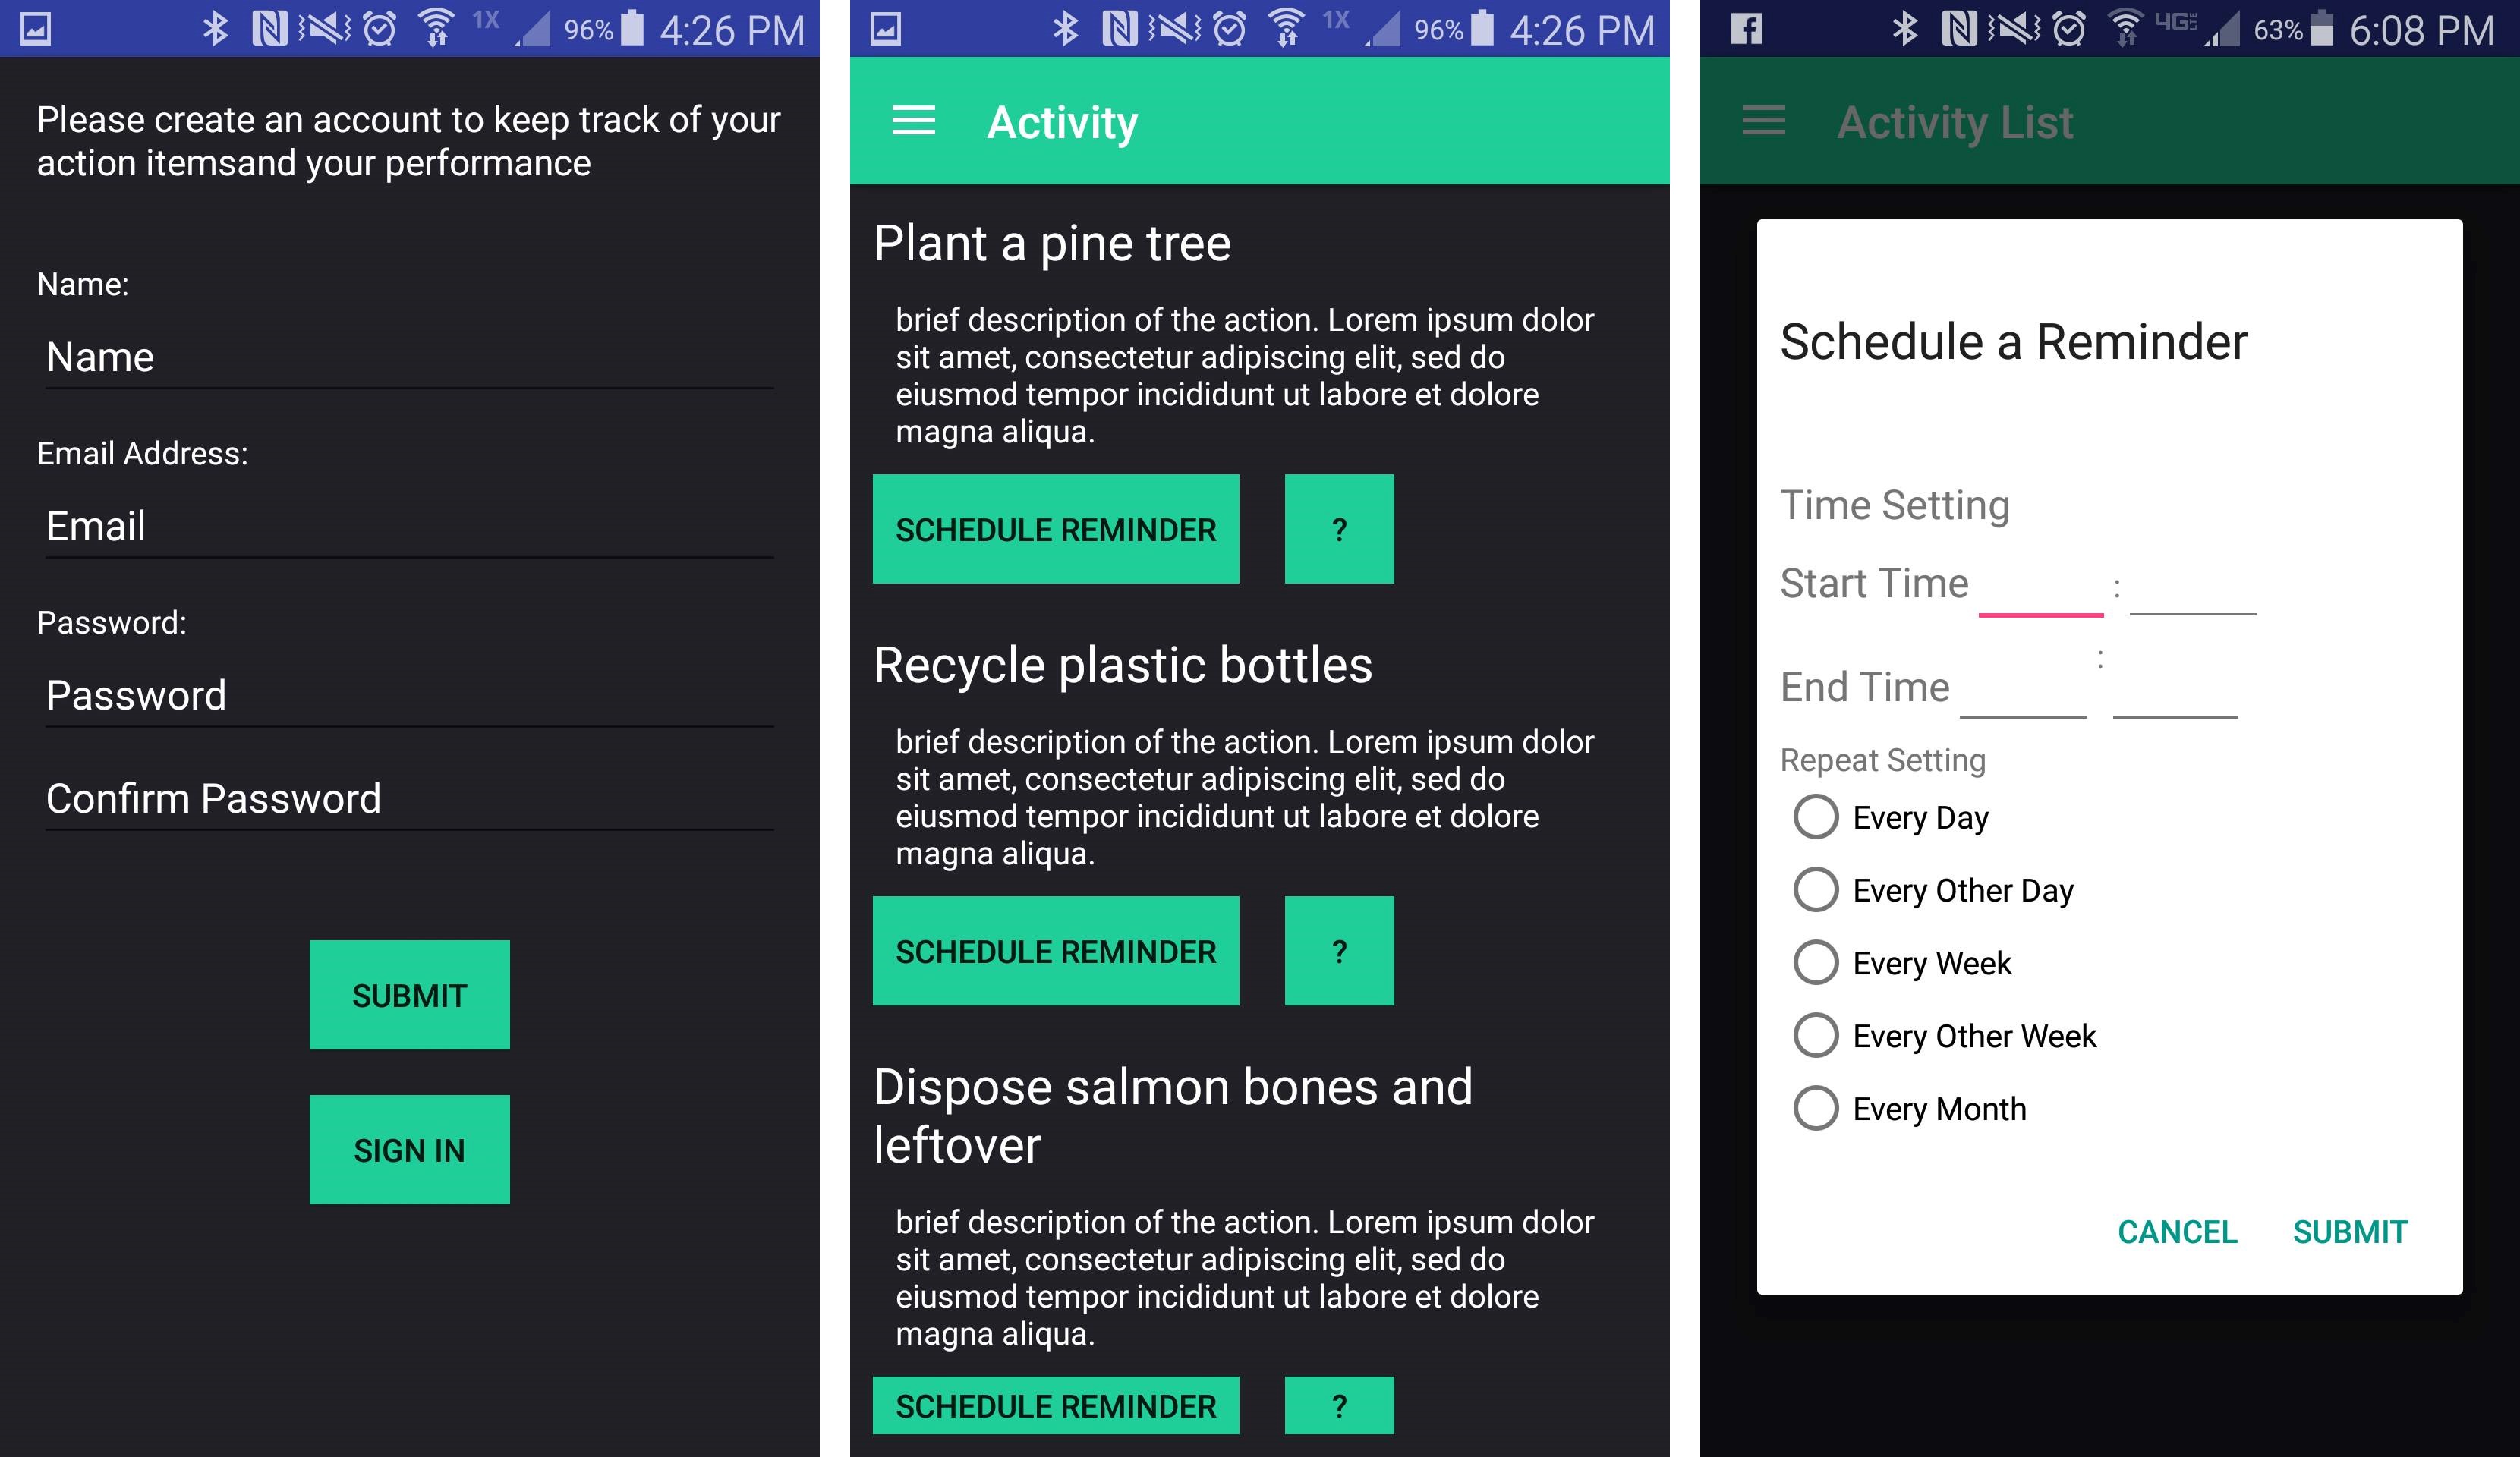 1X 96% 4:26 PM
Please create an account to keep track of your
action itemsand your performance
Name:
Name
Email Address:
Email
Password:
Password
Confirm Password
SUBMIT
SIGN IN
1X 96% 4:26 PM
Activity
Plant a pine tree
brief description of the action. Lorem ipsum dolor
sit amet, consectetur adipiscing elit, sed do
eiusmod tempor incididunt ut labore et dolore
magna aliqua.
SCHEDULE REMINDER ?
Recycle plastic bottles
brief description of the action. Lorem ipsum dolor
sit amet, consectetur adipiscing elit, sed do
eiusmod tempor incididunt ut labore et dolore
magna aliqua.
SCHEDULE REMINDER ?
Dispose salmon bones and
leftover
brief description of the action. Lorem ipsum dolor
sit amet, consectetur adipiscing elit, sed do
eiusmod tempor incididunt ut labore et dolore
magna aliqua.
SCHEDULE REMINDER ?
4G LTE 63% 6:08 PM
Activity List
Schedule a Reminder
Time Setting
Start Time :
End Time :
Repeat Setting
Every Day
Every Other Day
Every Week
Every Other Week
Every Month
CANCEL SUBMIT